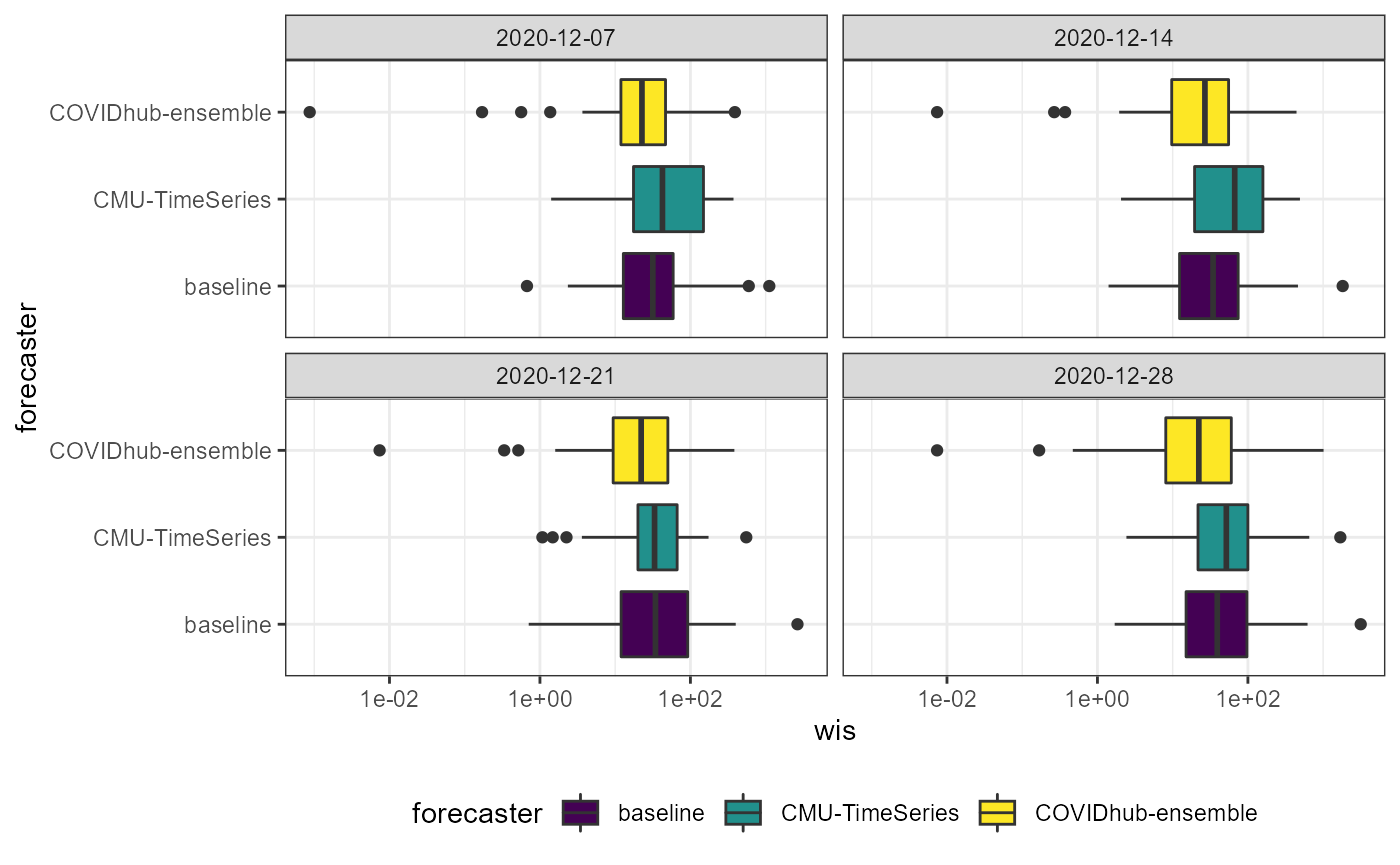 2020-12-07
2020-12-14
COVIDhub-ensemble
CMU-TimeSeries
baseline
2020-12-21
2020-12-28
COVIDhub-ensemble
CMU-TimeSeries
baseline
forecaster
1e-02
1e+00
1e+02
1e-02
1e+00
1e+02
wis
forecaster
baseline
CMU-TimeSeries
COVIDhub-ensemble